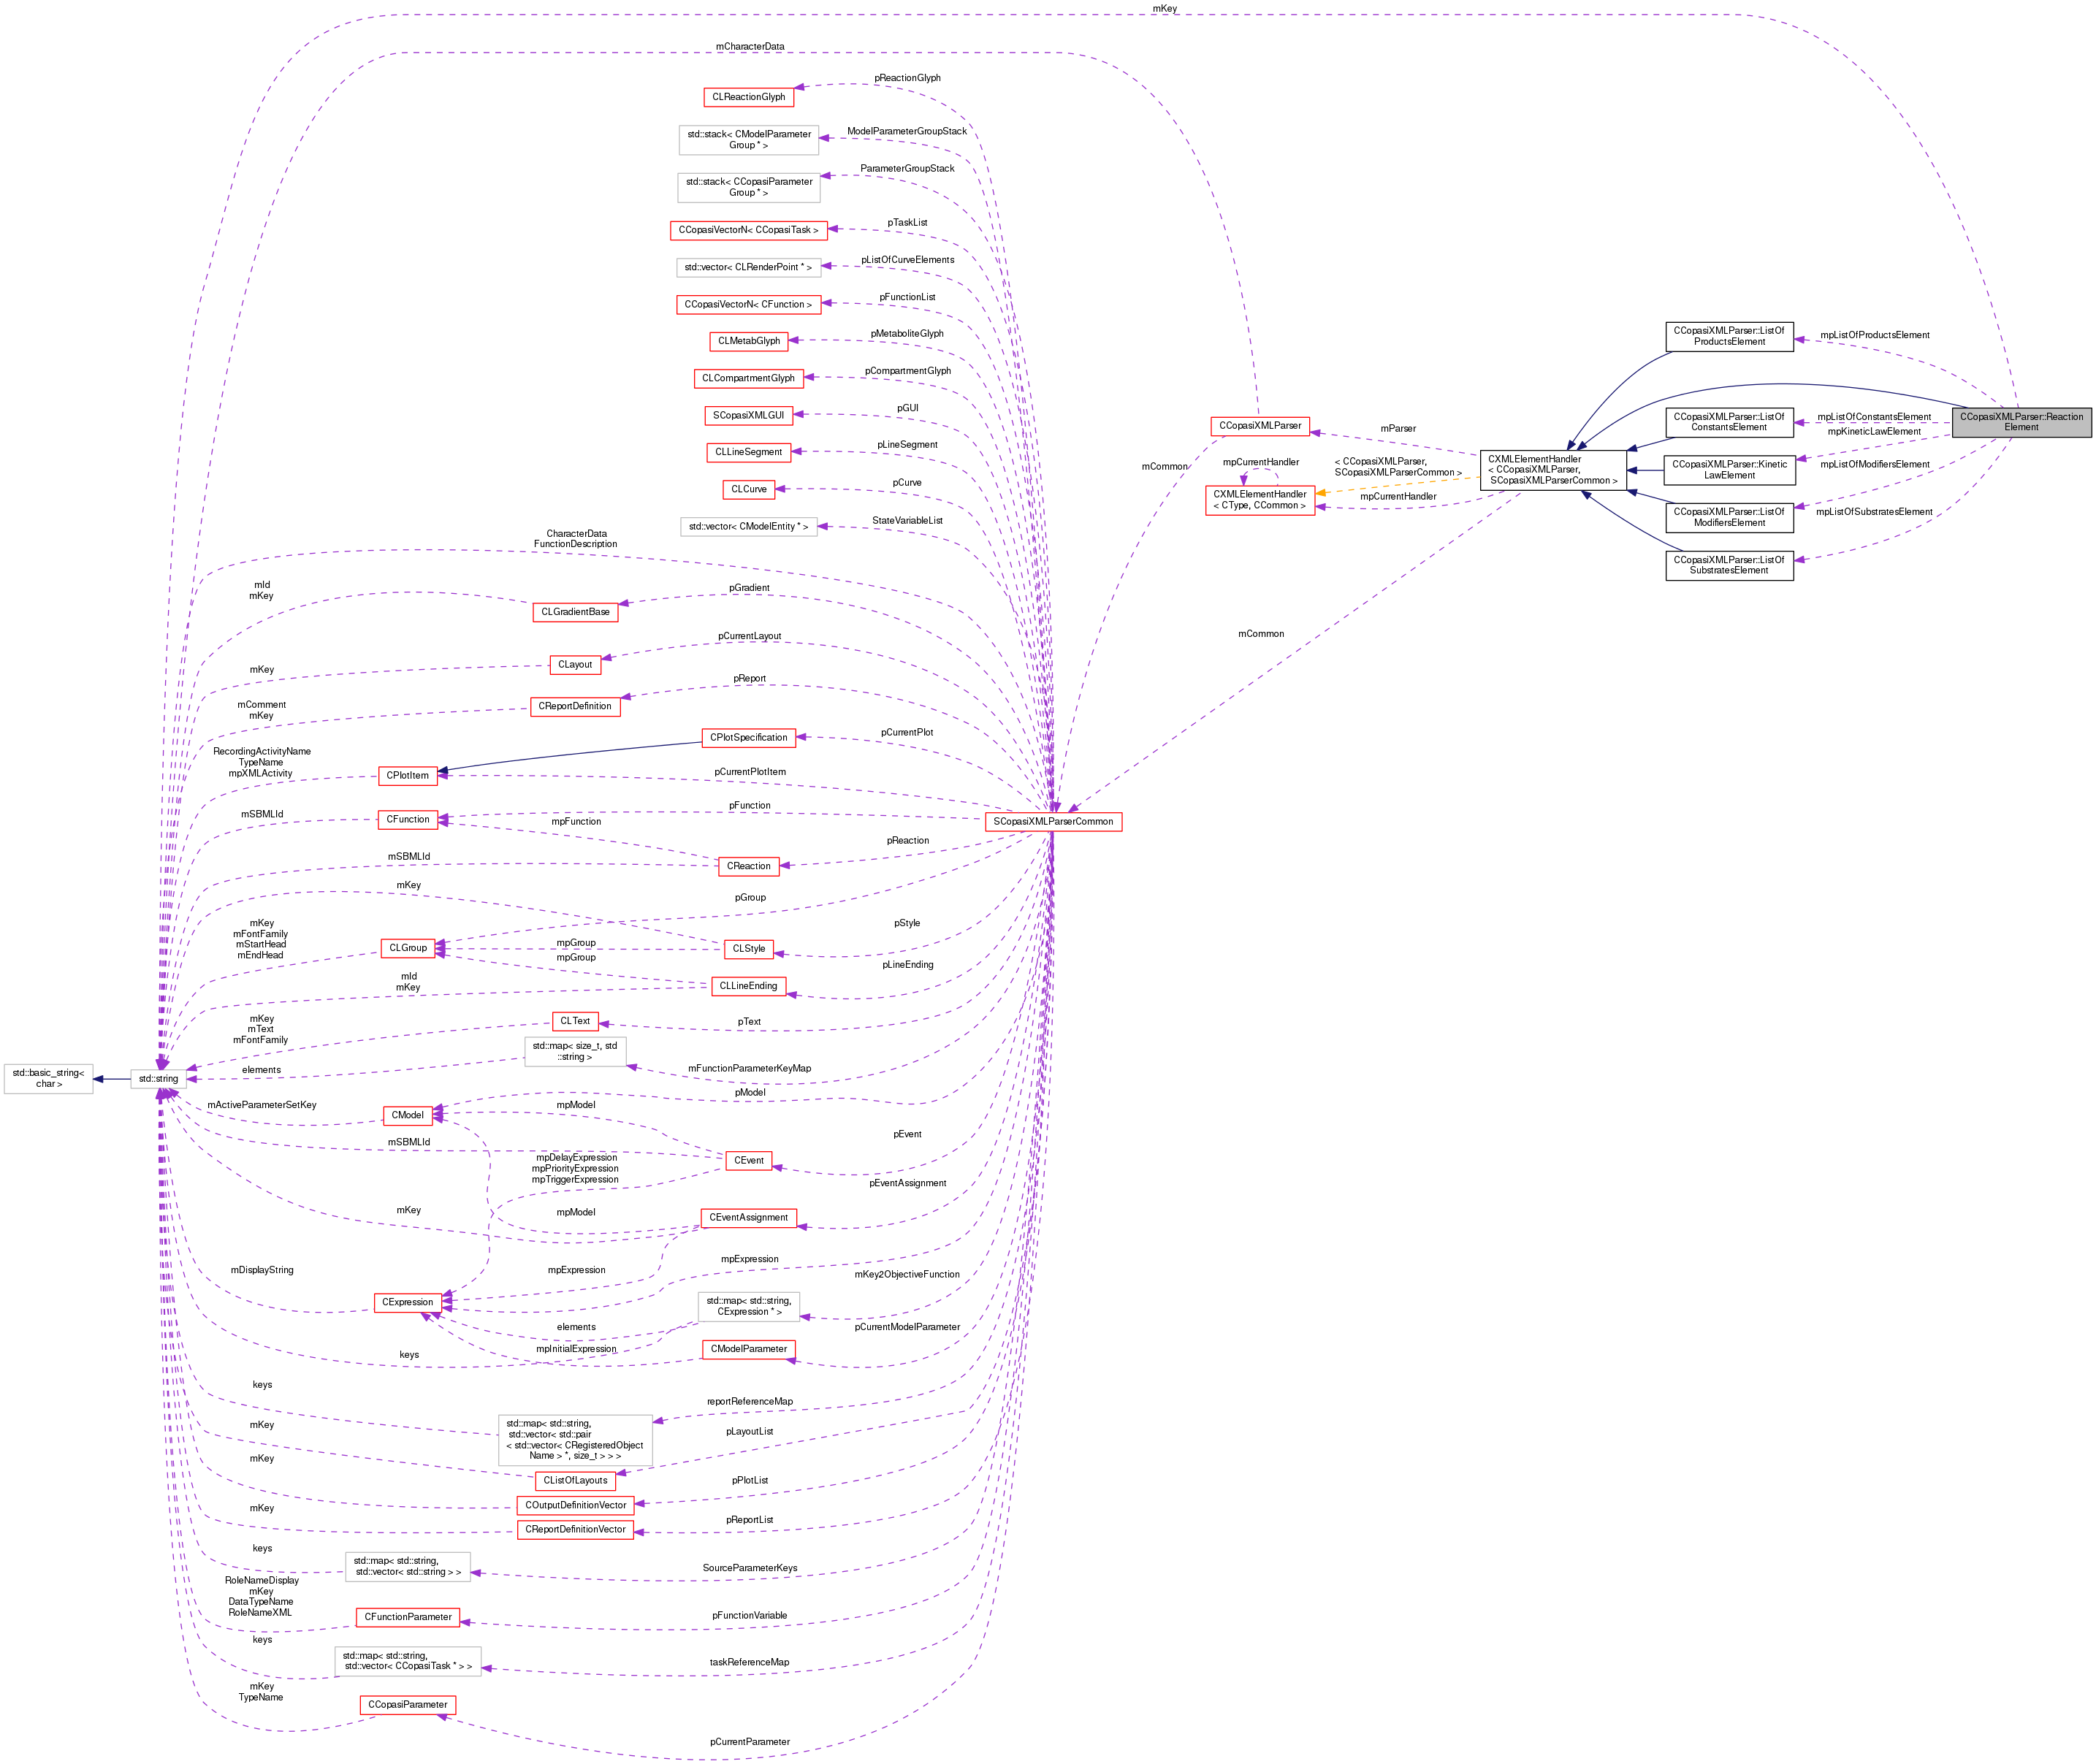 mKey
mCharacterData
pReactionGlyph
CLReactionGlyph
ModelParameterGroupStack
std::stack< CModelParameter
Group * >
ParameterGroupStack
std::stack< CCopasiParameter
Group * >
pTaskList
CCopasiVectorN< CCopasiTask >
pListOfCurveElements
std::vector< CLRenderPoint * >
pFunctionList
CCopasiVectorN< CFunction >
pMetaboliteGlyph
CLMetabGlyph
pCompartmentGlyph
CLCompartmentGlyph
pGUI
SCopasiXMLGUI
pLineSegment
CLLineSegment
pCurve
CLCurve
StateVariableList
std::vector< CModelEntity * >
CCopasiXMLParser::ListOf
ProductsElement
mpListOfProductsElement
CCopasiXMLParser::Reaction
Element
CCopasiXMLParser::ListOf
ConstantsElement
mpListOfConstantsElement
mpKineticLawElement
CCopasiXMLParser::Kinetic
LawElement
mpListOfModifiersElement
CCopasiXMLParser::ListOf
ModifiersElement
mpListOfSubstratesElement
CCopasiXMLParser::ListOf
SubstratesElement
CCopasiXMLParser
mParser
CXMLElementHandler
< CCopasiXMLParser,
SCopasiXMLParserCommon >
mpCurrentHandler
< CCopasiXMLParser,
SCopasiXMLParserCommon >
mpCurrentHandler
CXMLElementHandler
< CType, CCommon >
mCommon
mCommon
CharacterData
FunctionDescription
mId
mKey
CLGradientBase
pGradient
mKey
CLayout
pCurrentLayout
mComment
mKey
CReportDefinition
pReport
RecordingActivityName
TypeName
mpXMLActivity
CPlotItem
CPlotSpecification
pCurrentPlot
pCurrentPlotItem
mSBMLId
CFunction
pFunction
mpFunction
mSBMLId
CReaction
pReaction
SCopasiXMLParserCommon
mKey
pGroup
mKey
mFontFamily
mStartHead
mEndHead
CLGroup
mpGroup
mpGroup
CLStyle
pStyle
mId
mKey
CLLineEnding
pLineEnding
mKey
mText
mFontFamily
CLText
pText
std::map< size_t, std
::string >
elements
mFunctionParameterKeyMap
std::basic_string<
char >
std::string
mActiveParameterSetKey
CModel
mpModel
pModel
mSBMLId
CEvent
pEvent
mpDelayExpression
mpPriorityExpression
mpTriggerExpression
mKey
mpModel
CEventAssignment
pEventAssignment
mDisplayString
CExpression
mpExpression
mpExpression
std::map< std::string,
CExpression * >
mKey2ObjectiveFunction
elements
keys
mpInitialExpression
CModelParameter
pCurrentModelParameter
keys
std::map< std::string,
std::vector< std::pair
< std::vector< CRegisteredObject
Name > *, size_t > > >
reportReferenceMap
mKey
CListOfLayouts
pLayoutList
mKey
COutputDefinitionVector
pPlotList
mKey
CReportDefinitionVector
pReportList
keys
std::map< std::string,
std::vector< std::string > >
SourceParameterKeys
RoleNameDisplay
mKey
DataTypeName
RoleNameXML
CFunctionParameter
pFunctionVariable
keys
std::map< std::string,
std::vector< CCopasiTask * > >
taskReferenceMap
mKey
TypeName
CCopasiParameter
pCurrentParameter